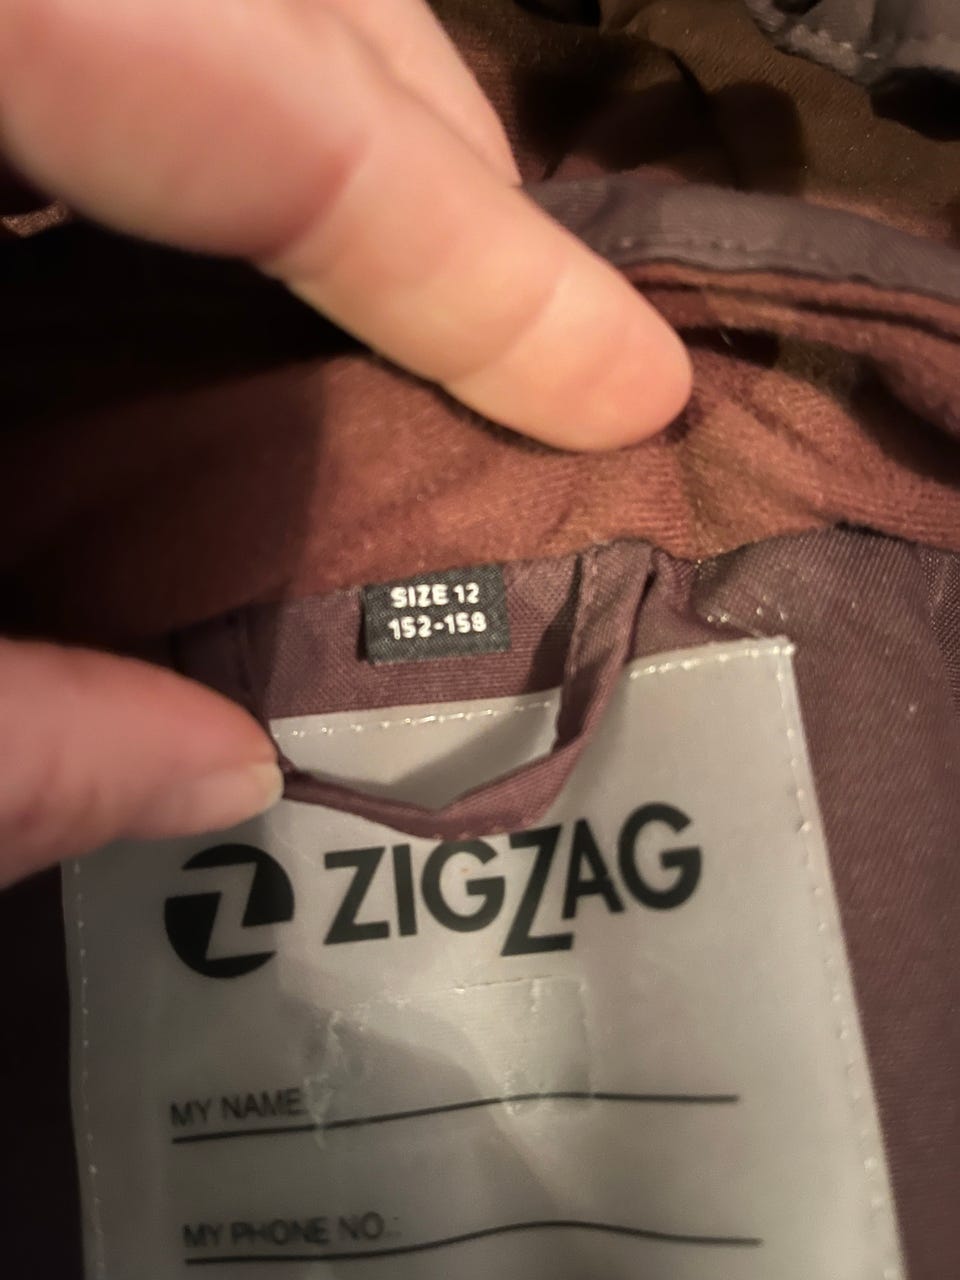 SIZE 12
152-158
ZIGZAG
MY NAME:
MY PHONE NO.: